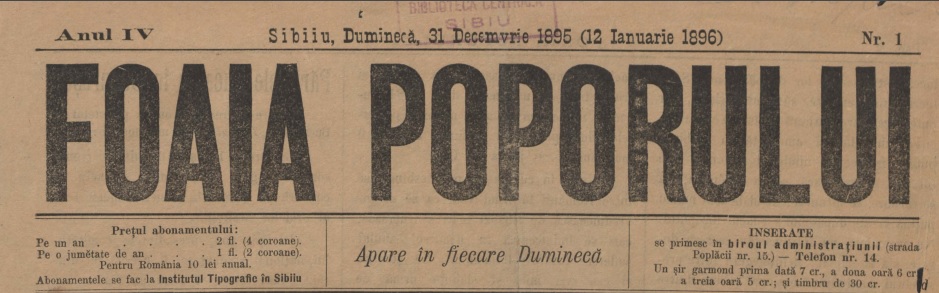 BIBLIOTECA CENTRALA
SIBIU
Anul IV Sibiiu, Dumineca, 31 Decemvrie 1895 (12 Ianuarie 1896) Nr. 1
FOAIA POPORULUI
Prețul abonamentului:
Pe un an . . . . . 2 fl. (4 coroane).
Pe o jumĕtate de an . . . 1 fl. (2 coroane).
Pentru România 10 lei anual.
Abonamentele se fac la Institutul Tipografic în Sibiiu
Apare în fiecare Duminecă
INSERATE
se primesc în biroul administrațiunii (strada
Poplăcii nr. 15.) — Telefon nr. 14.
Un șir garmond prima dată 7 cr., a doua oară 6 cr
a treia oară 5 cr.; și timbru de 30 cr.